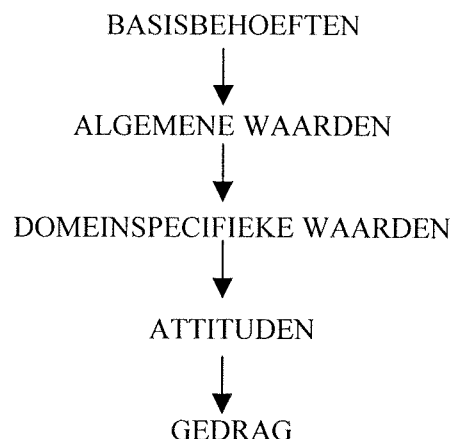 BASISBEHOEFTEN
ALGEMENE WAARDEN
DOMEINSPECIFIEKE WAARDEN
ATTITUDEN
GEDRAG